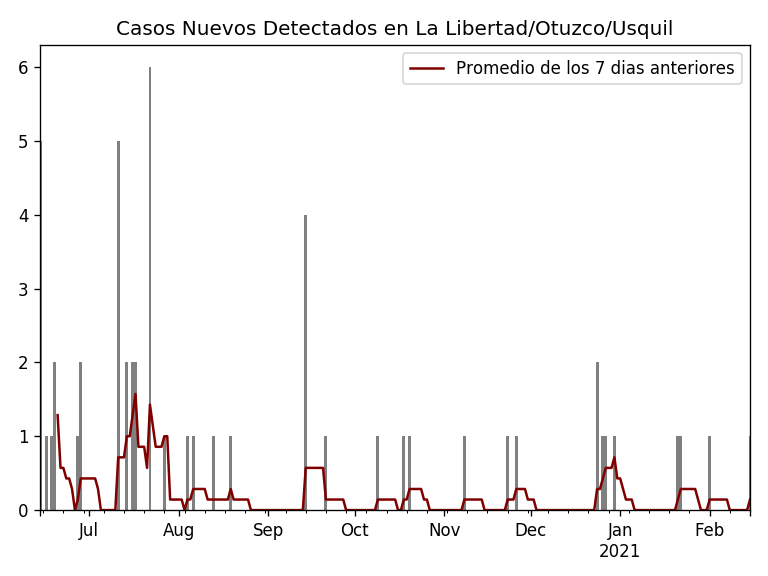 Casos Nuevos Detectados en La Libertad/Otuzco/Usquil
Promedio de los 7 dias anteriores
6
5
4
3
2
1
0
Jul Aug Sep Oct Nov Dec Jan Feb
2021